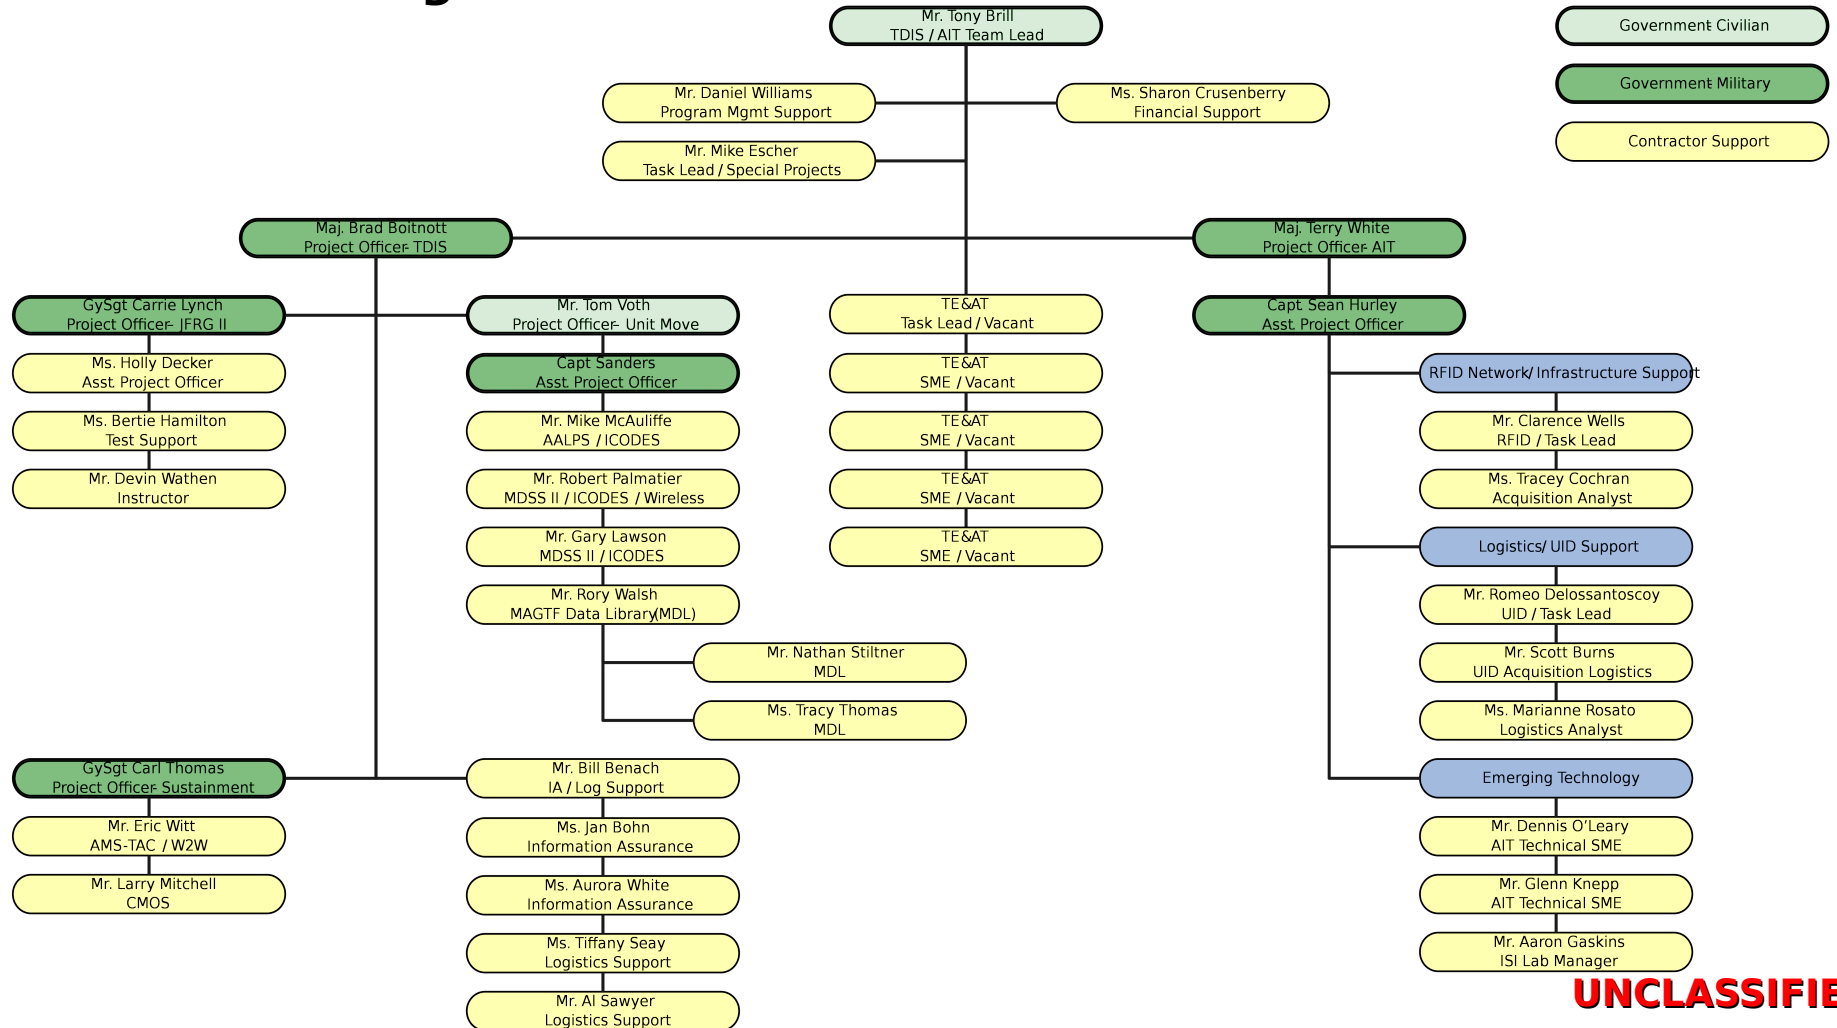 Mr. Tony Brill
TDIS / AIT Team Lead
Government- Civilian
Government- Military
Contractor Support
Mr. Daniel Williams
Program Mgmt Support
Ms. Sharon Crusenberry
Financial Support
Mr. Mike Escher
Task Lead / Special Projects
Maj. Brad Boitnott
Project Officer- TDIS
Maj. Terry White
Project Officer- AIT
GySgt Carrie Lynch
Project Officer- JFRG II
Ms. Holly Decker
Asst. Project Officer
Ms. Bertie Hamilton
Test Support
Mr. Devin Wathen
Instructor
Mr. Tom Voth
Project Officer- Unit Move
Capt Sanders
Asst. Project Officer
Mr. Mike McAuliffe
AALPS / ICODES
Mr. Robert Palmatier
MDSS II / ICODES / Wireless
Mr. Gary Lawson
MDSS II / ICODES
Mr. Rory Walsh
MAGTF Data Library(MDL)
Mr. Nathan Stiltner
MDL
Ms. Tracy Thomas
MDL
TE&AT
Task Lead / Vacant
TE&AT
SME / Vacant
TE&AT
SME / Vacant
TE&AT
SME / Vacant
TE&AT
SME / Vacant
Capt. Sean Hurley
Asst. Project Officer
RFID Network/ Infrastructure Support
Mr. Clarence Wells
RFID / Task Lead
Ms. Tracey Cochran
Acquisition Analyst
Logistics/ UID Support
Mr. Romeo Delossantoscoy
UID / Task Lead
Mr. Scott Burns
UID Acquisition Logistics
Ms. Marianne Rosato
Logistics Analyst
Emerging Technology
Mr. Dennis O’Leary
AIT Technical SME
Mr. Glenn Knepp
AIT Technical SME
Mr. Aaron Gaskins
ISI Lab Manager
GySgt Carl Thomas
Project Officer- Sustainment
Mr. Eric Witt
AMS-TAC / W2W
Mr. Larry Mitchell
CMOS
Mr. Bill Benach
IA / Log Support
Ms. Jan Bohn
Information Assurance
Ms. Aurora White
Information Assurance
Ms. Tiffany Seay
Logistics Support
Mr. Al Sawyer
Logistics Support
UNCLASSIFIE